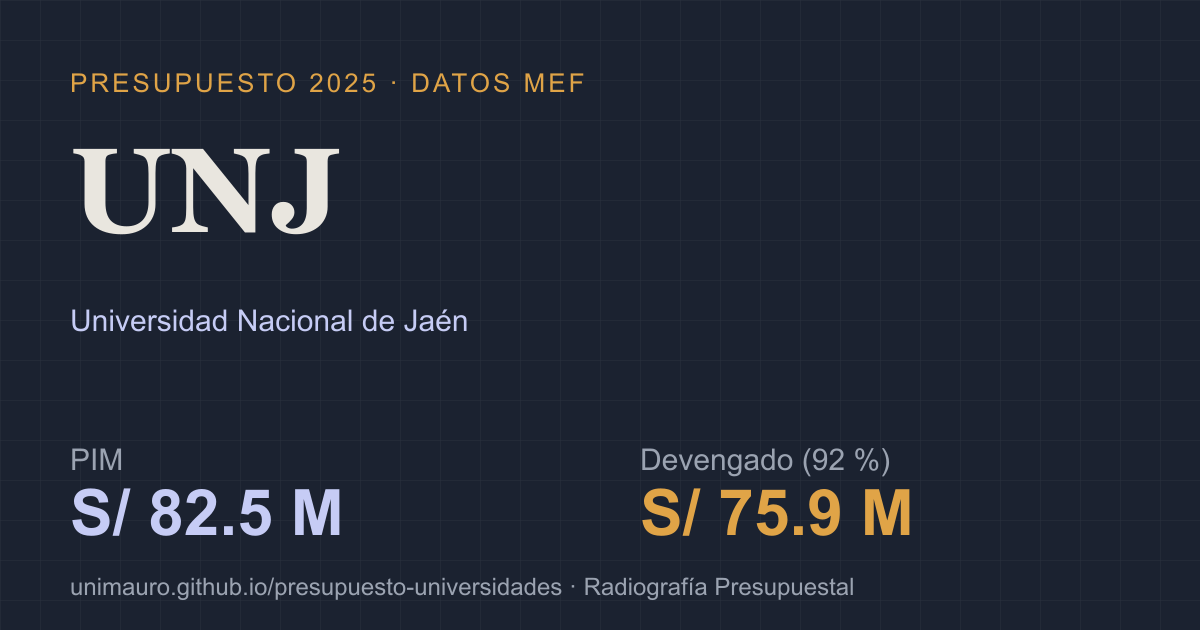 PRESUPUESTO 2025 · DATOS MEF
UNJ
Universidad Nacional de Jaén
PIM
S/ 82.5 M
Devengado (92 %)
S/ 75.9 M
unimauro.github.io/presupuesto-universidades · Radiografía Presupuestal